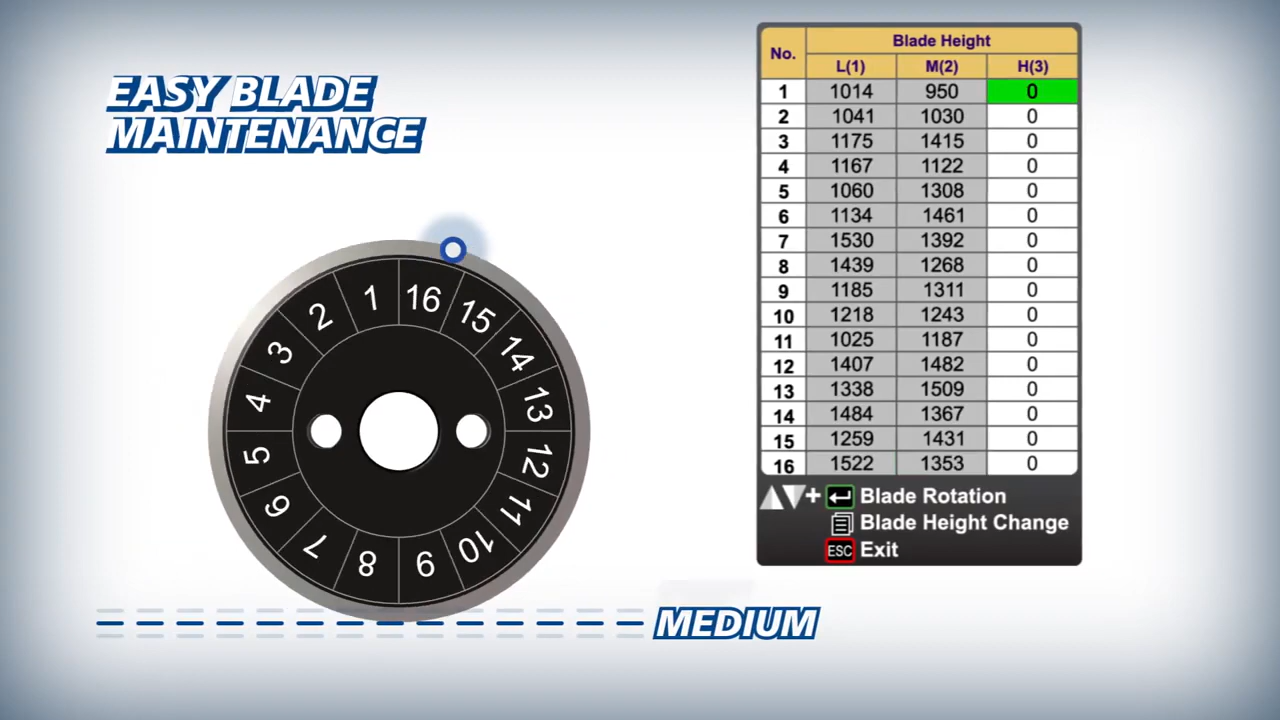 EASY BLADE
MAINTENANCE
No. Blade Height
L(1) M(2) H(3)
1 1014 950 0
2 1041 1030 0
3 1175 1415 0
4 1167 1122 0
5 1060 1308 0
6 1134 1461 0
7 1530 1392 0
8 1439 1268 0
9 1185 1311 0
10 1218 1243 0
11 1025 1187 0
12 1407 1482 0
13 1338 1509 0
14 1484 1367 0
15 1259 1431 0
16 1522 1353 0
+ Blade Rotation
Blade Height Change
ESC Exit
1
2
3
4
5
6
7
8
9
10
11
12
13
14
15
16
MEDIUM